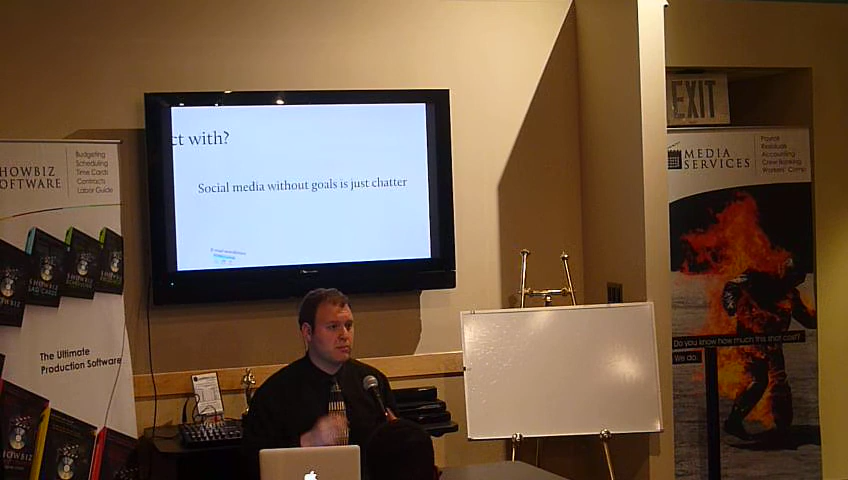 ct with?
Social media without goals is just chatter
HOWBIZ
OFTWARE
Budgeting
Scheduling
Time Cards
Contracts
Labor Guide
The Ultimate
Production Software
EXIT
MEDIA
SERVICES
Payroll
Residuals
Accounting
Crew Banking
Workers' Comp
Do you know how much this shot cost?
We do.